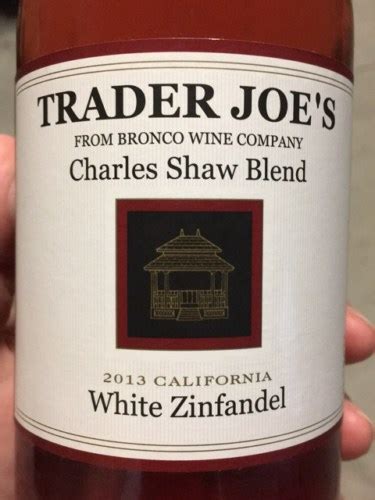 TRADER JOE'S
FROM BRONCO WINE COMPANY
Charles Shaw Blend
2013 CALIFORNIA
White Zinfandel